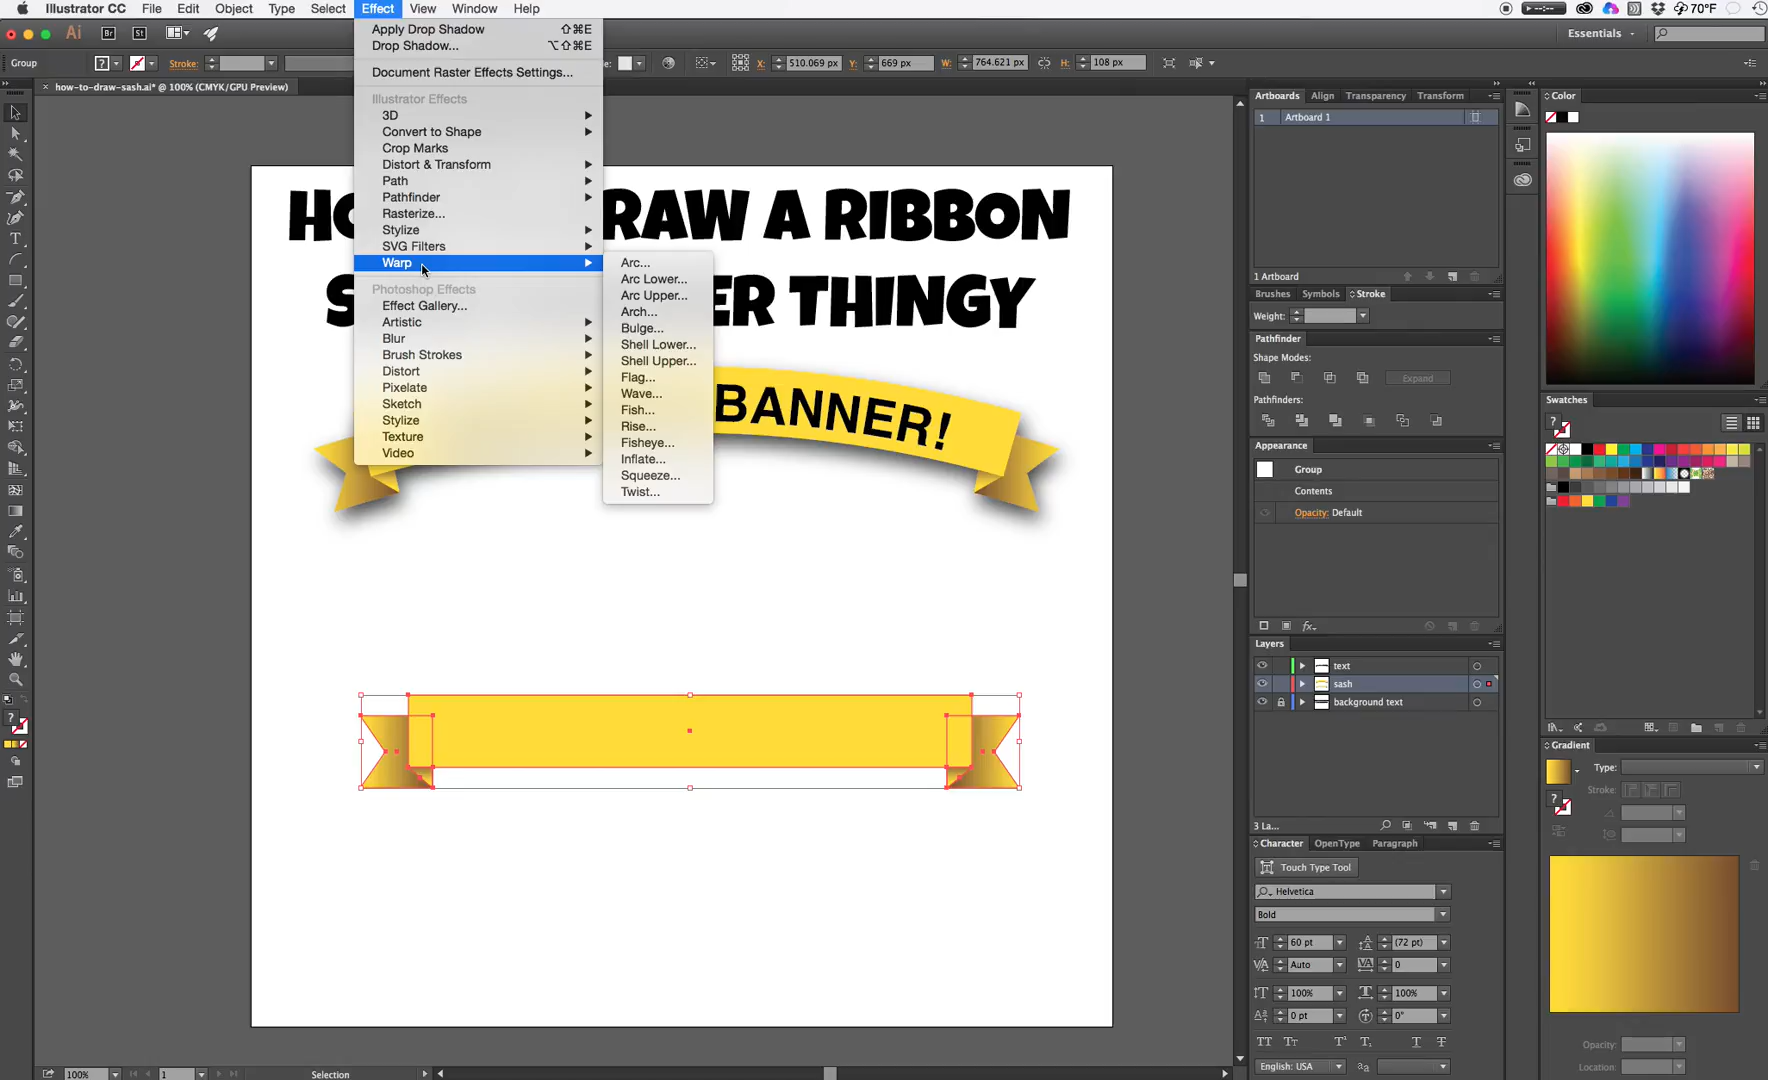 Illustrator CC File Edit Object Type Select Effect View Window Help
70°F
Ai Br St
Essentials
Group
Stroke:
X: 510.069 px Y: 669 px W: 764.621 px H: 108 px
how-to-draw-sash.ai* @ 100% (CMYK/GPU Preview)
Apply Drop Shadow ⇧⌘E
Drop Shadow... ⌥⇧⌘E
Document Raster Effects Settings...
Illustrator Effects
3D
Convert to Shape
Crop Marks
Distort & Transform
Path
Pathfinder
Rasterize...
Stylize
SVG Filters
Warp
Photoshop Effects
Effect Gallery...
Artistic
Blur
Brush Strokes
Distort
Pixelate
Sketch
Stylize
Texture
Video
Arc...
Arc Lower...
Arc Upper...
Arch...
Bulge...
Shell Lower...
Shell Upper...
Flag...
Wave...
Fish...
Rise...
Fisheye...
Inflate...
Squeeze...
Twist...
RAW A RIBBON
THINGY
BANNER!
Artboards Align Transparency Transform
1 Artboard 1
1 Artboard
Brushes Symbols Stroke
Weight:
Pathfinder
Shape Modes:
Expand
Pathfinders:
Appearance
Group
Contents
Opacity: Default
fx
Layers
text
sash
background text
3 La...
Character OpenType Paragraph
Touch Type Tool
Helvetica
Bold
60 pt (72 pt)
Auto 0
100% 100%
0 pt 0°
English: USA
Color
Swatches
Gradient
Type:
Stroke:
Opacity:
Location:
100% 1 Selection